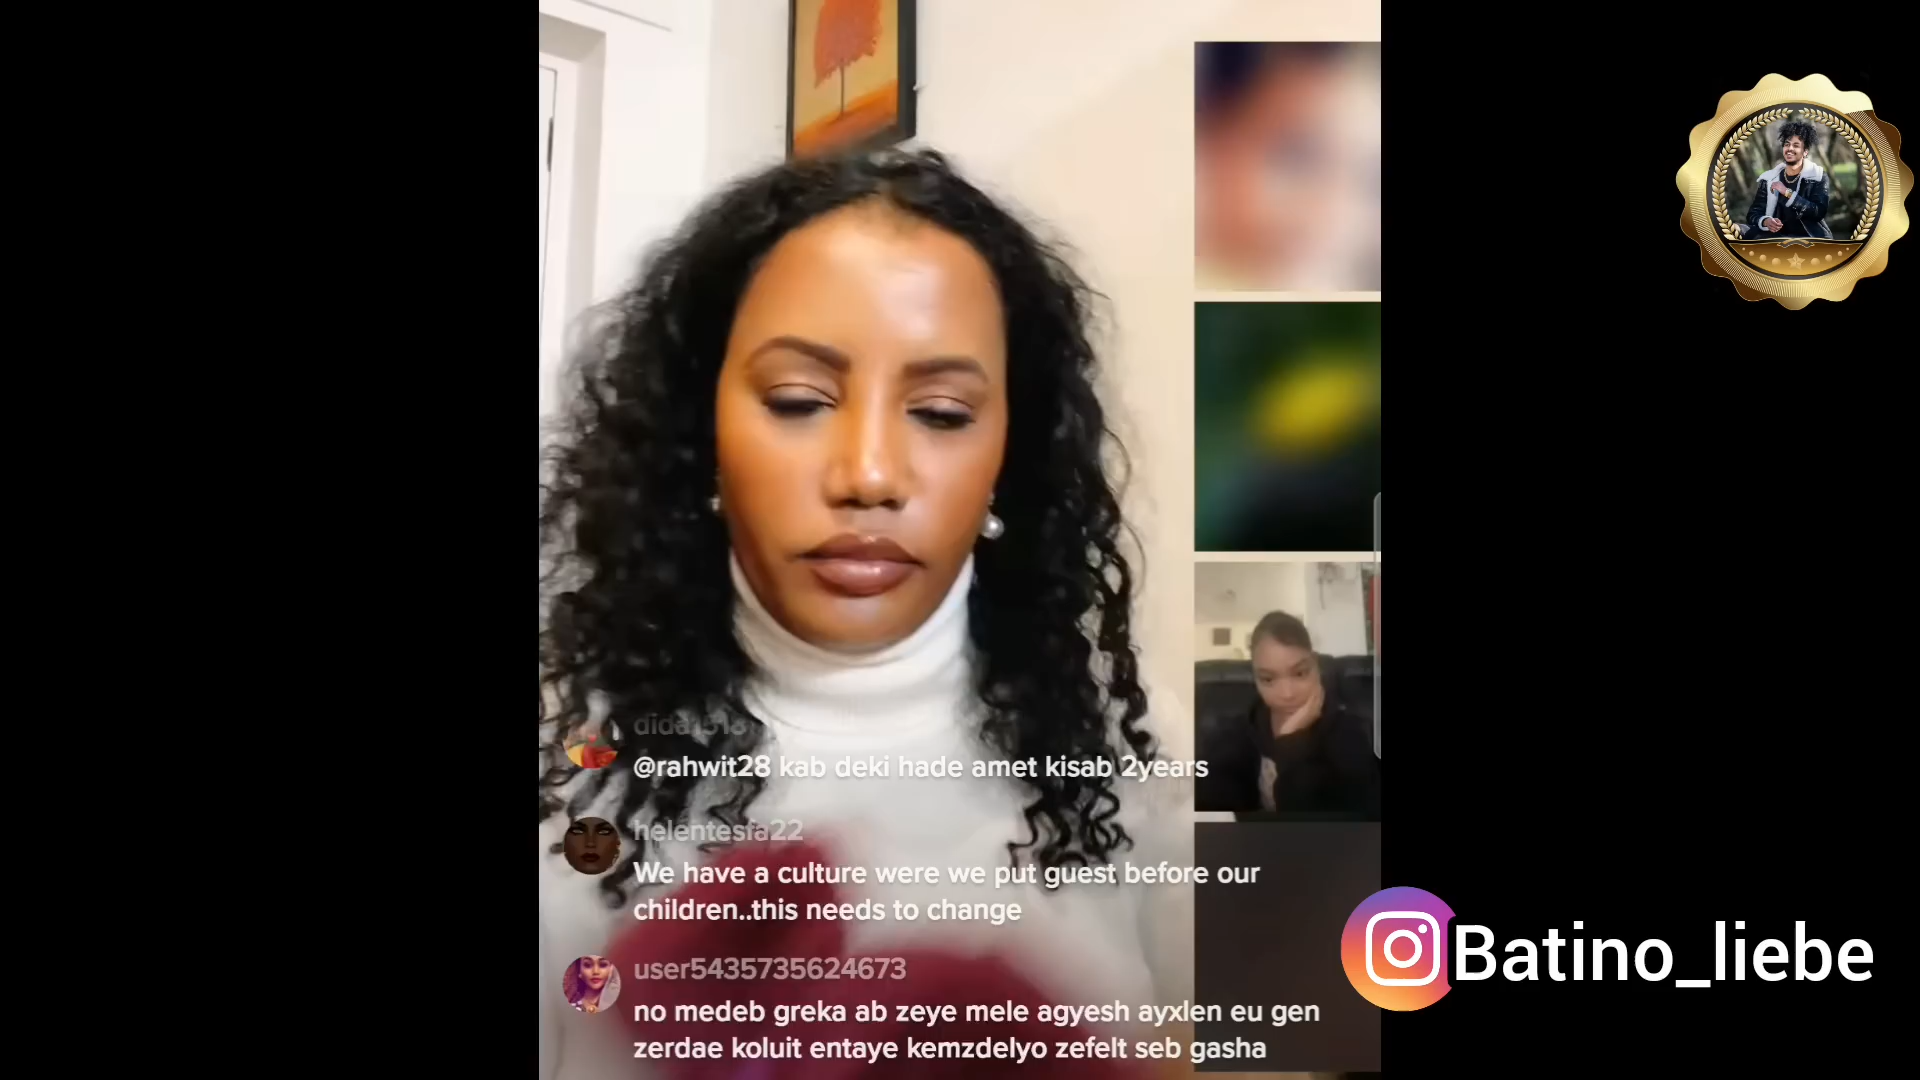 @rahwit28 kab deki hade amet kisab 2years
helentesfa22
We have a culture were we put guest before our
children..this needs to change
user5435735624673
no medeb greka ab zeye mele agyesh ayxlen eu gen
zerdae koluit entaye kemzdelyo zefelt seb gasha
Batino_liebe